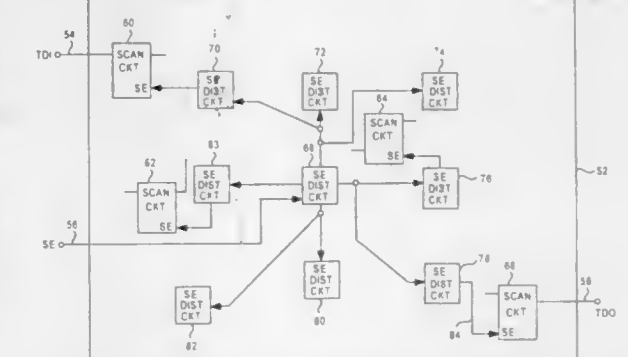 60
54
TDI
SCAN
CKT
SE
70
SE
DIST
CKT
72
SE
DIST
CKT
74
SE
DIST
CKT
64
SCAN
CKT
SE
62
SCAN
CKT
SE
83
SE
DIST
CKT
68
SE
DIST
CKT
SE
DIST
CKT
76
52
56
SE
SE
DIST
CKT
82
SE
DIST
CKT
80
78
SE
DIST
CKT
84
68
SCAN
CKT
SE
58
TDO